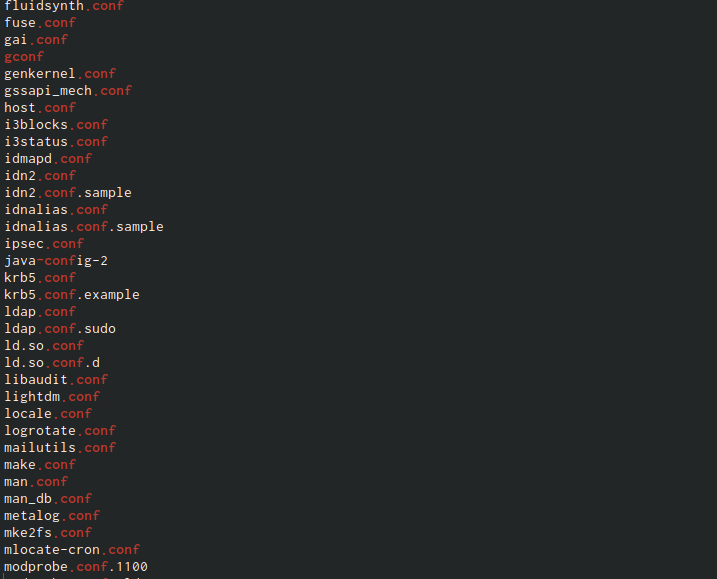 fluidsynth.conf
fuse.conf
gai.conf
gconf
genkernel.conf
gssapi_mech.conf
host.conf
i3blocks.conf
i3status.conf
idmapd.conf
idn2.conf
idn2.conf.sample
idnalias.conf
idnalias.conf.sample
ipsec.conf
java-config-2
krb5.conf
krb5.conf.example
ldap.conf
ldap.conf.sudo
ld.so.conf
ld.so.conf.d
libaudit.conf
lightdm.conf
locale.conf
logrotate.conf
mailutils.conf
make.conf
man.conf
man_db.conf
metalog.conf
mke2fs.conf
mlocate-cron.conf
modprobe.conf.1100